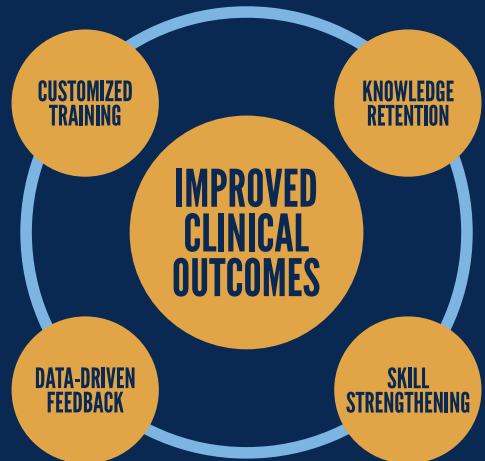 CUSTOMIZED
TRAINING
KNOWLEDGE
RETENTION
IMPROVED
CLINICAL
OUTCOMES
DATA-DRIVEN
FEEDBACK
SKILL
STRENGTHENING